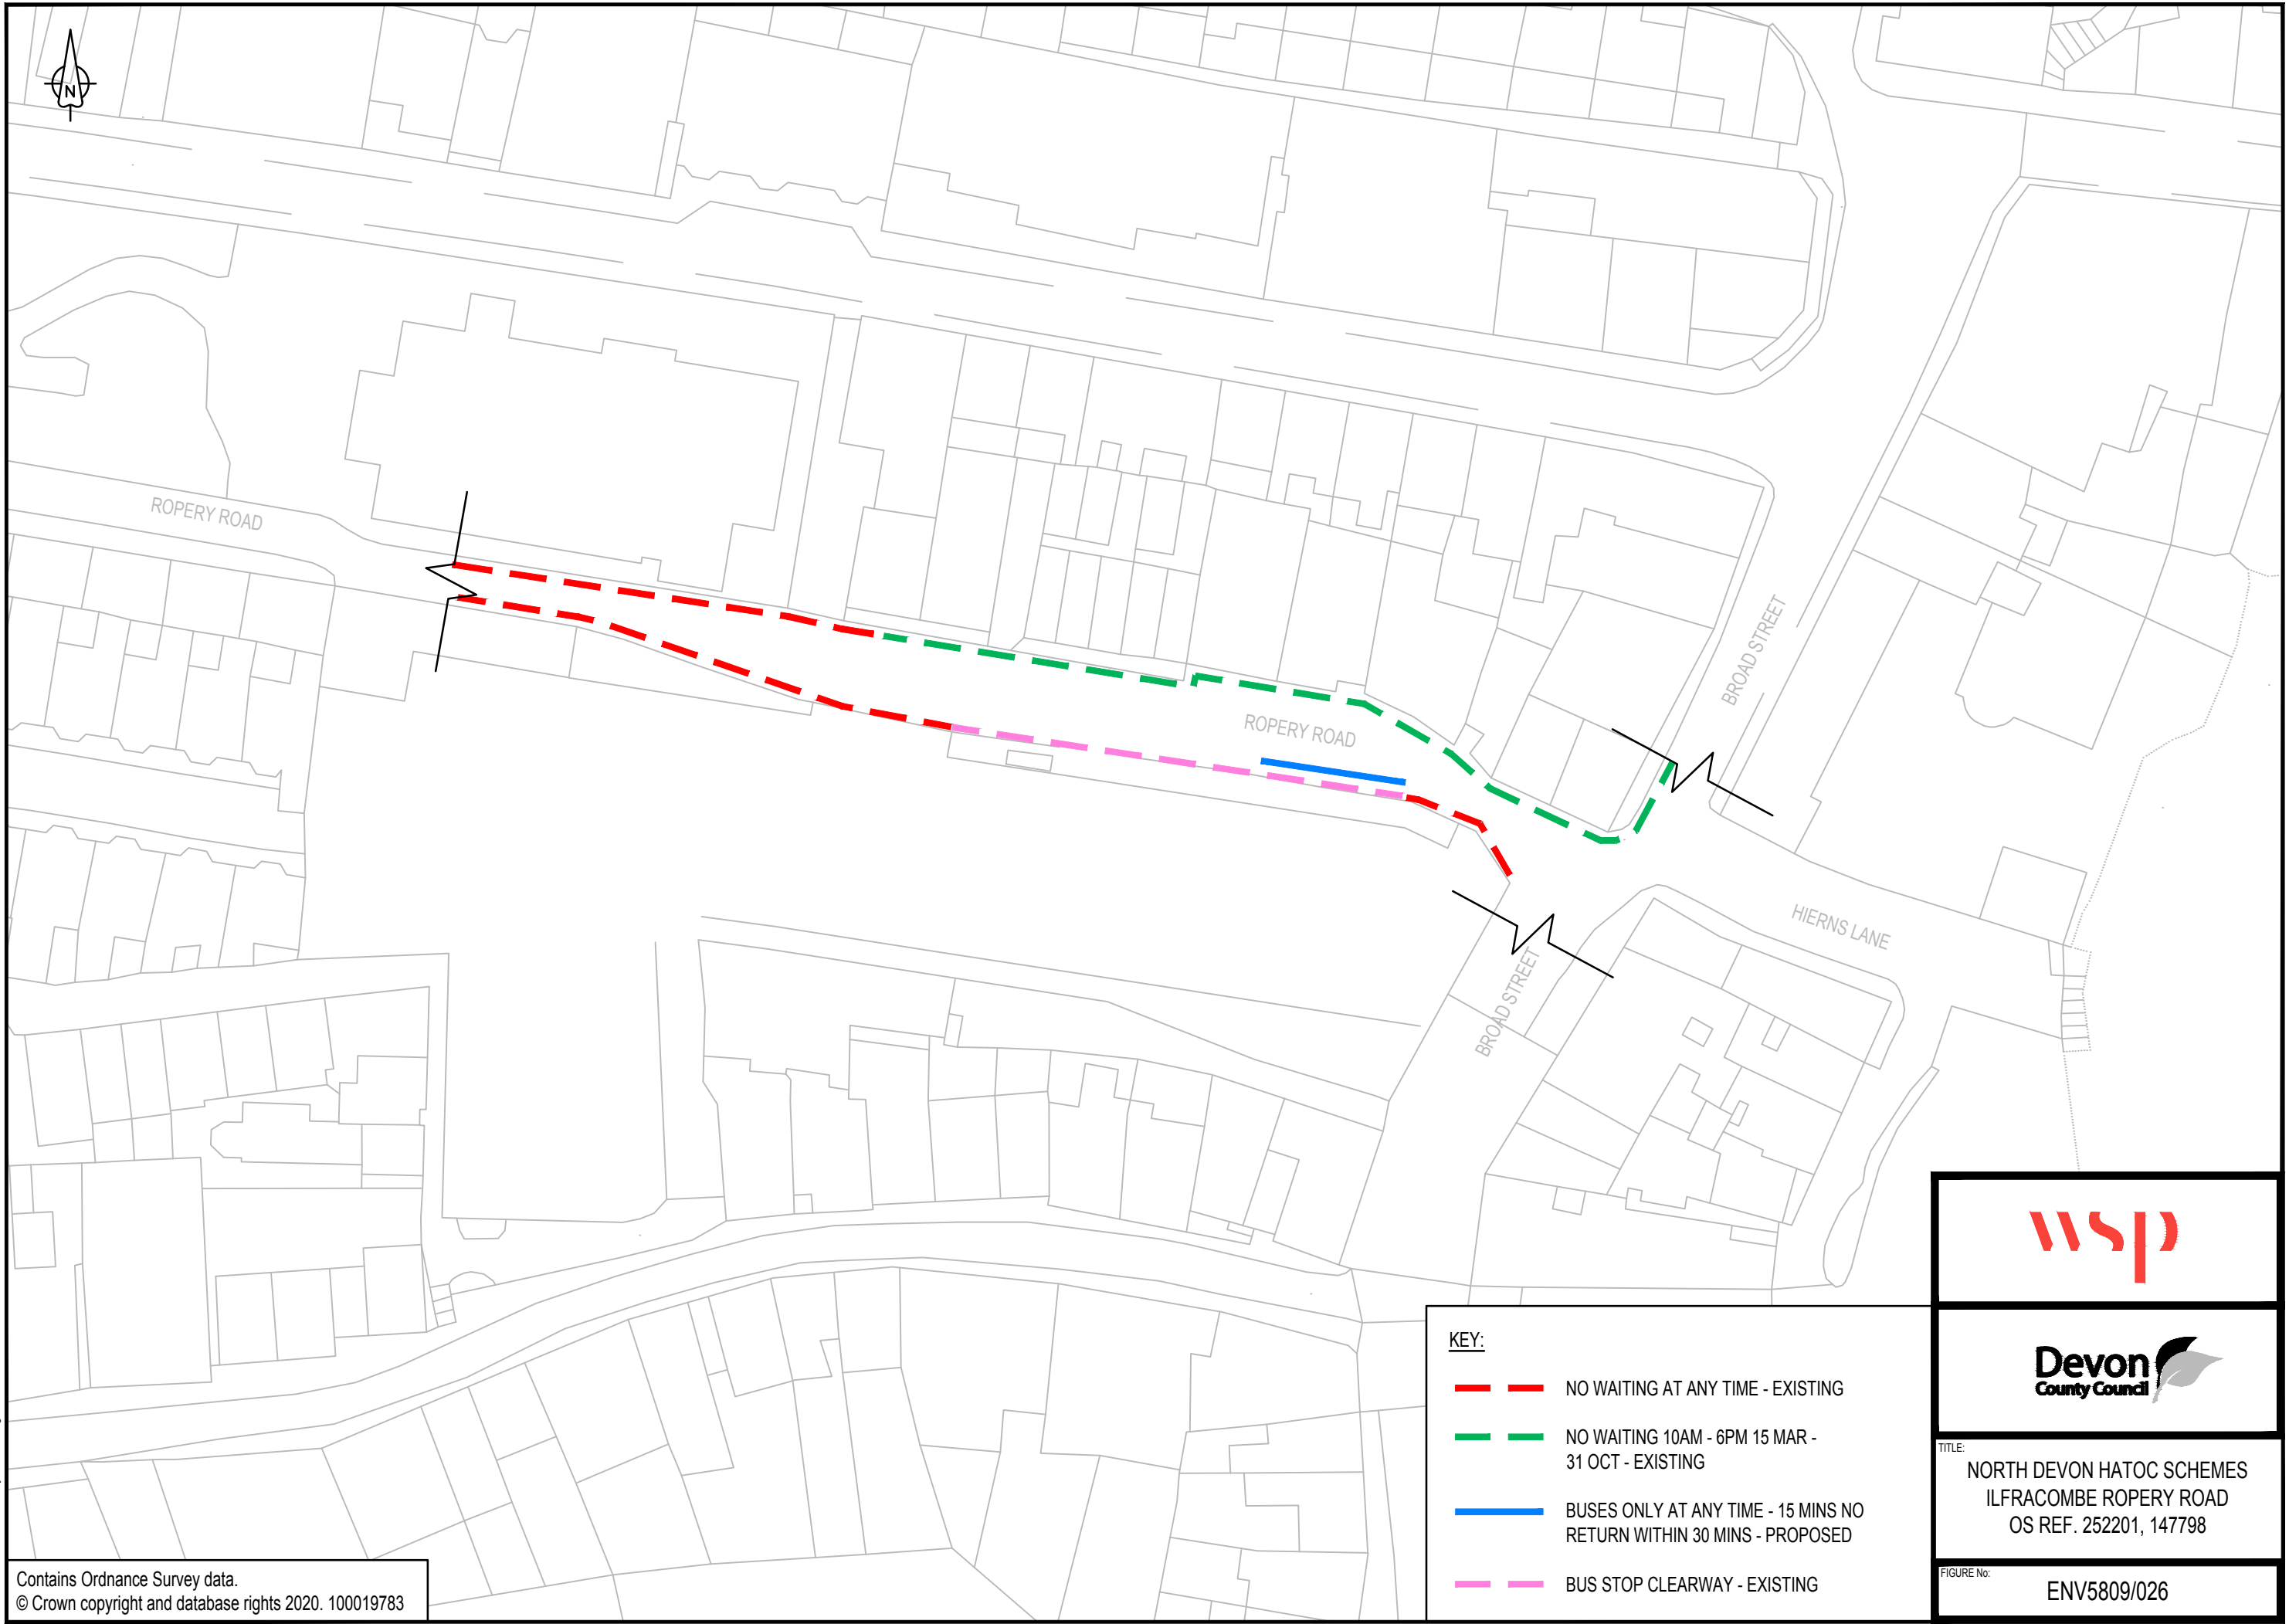 N
ROPERY ROAD
ROPERY ROAD
BROAD STREET
HIERNS LANE
BROAD STREET
KEY:
NO WAITING AT ANY TIME - EXISTING
NO WAITING 10AM - 6PM 15 MAR -
31 OCT - EXISTING
BUSES ONLY AT ANY TIME - 15 MINS NO
RETURN WITHIN 30 MINS - PROPOSED
BUS STOP CLEARWAY - EXISTING
wsp
Devon
County Council
TITLE:
NORTH DEVON HATOC SCHEMES
ILFRACOMBE ROPERY ROAD
OS REF. 252201, 147798
FIGURE No:
ENV5809/026
Contains Ordnance Survey data.
© Crown copyright and database rights 2020. 100019783